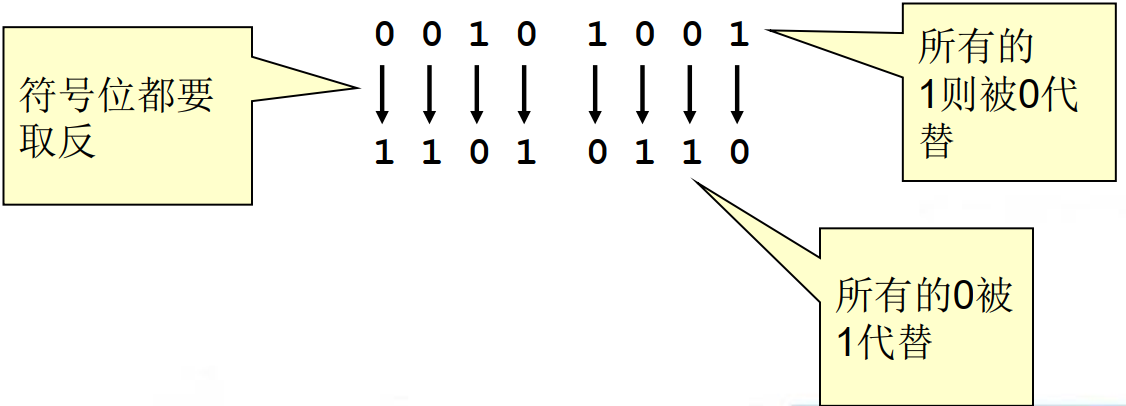 0 0 1 0 1 0 0 1
符号位都要
取反
所有的
1则被0代
替
1 1 0 1 0 1 1 0
所有的0被
1代替